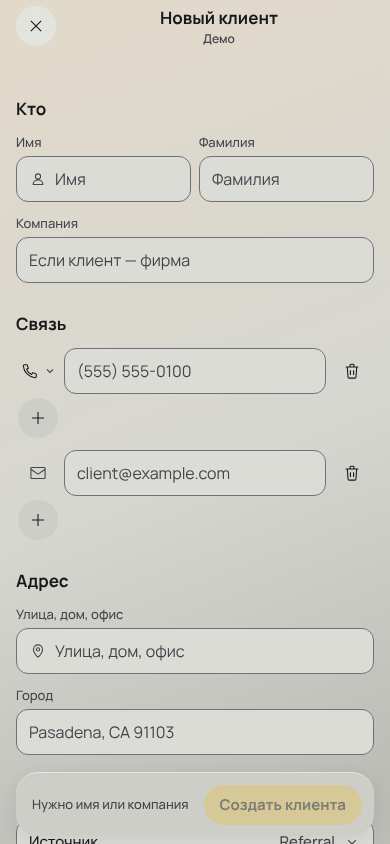 Новый клиент
Demo
Кто
Имя Фамилия
Имя Фамилия
Компания
Если клиент — фирма
Связь
(555) 555-0100
client@example.com
Адрес
Улица, дом, офис
Улица, дом, офис
Город
Pasadena, CA 91103
Нужно имя или компания Создать клиента
Источник Referral